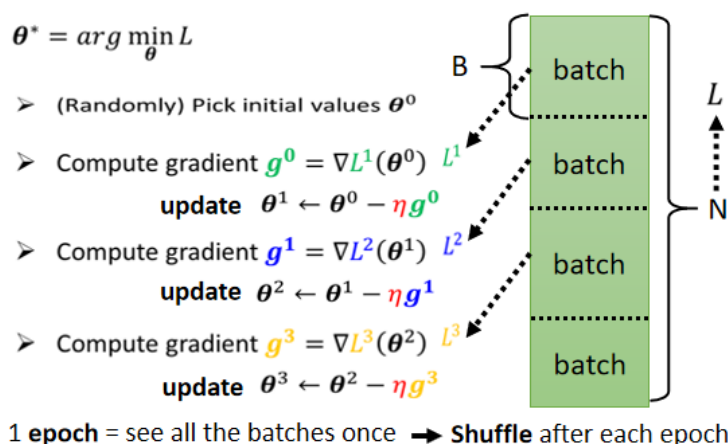 θ* = arg min_θ L
➢ (Randomly) Pick initial values θ⁰
➢ Compute gradient g⁰ = ∇L¹(θ⁰) L¹
update θ¹ ← θ⁰ − ηg⁰
➢ Compute gradient g¹ = ∇L²(θ¹) L²
update θ² ← θ¹ − ηg¹
➢ Compute gradient g³ = ∇L³(θ²) L³
update θ³ ← θ² − ηg³
B
batch
batch
batch
batch
L
N
1 epoch = see all the batches once → Shuffle after each epoch